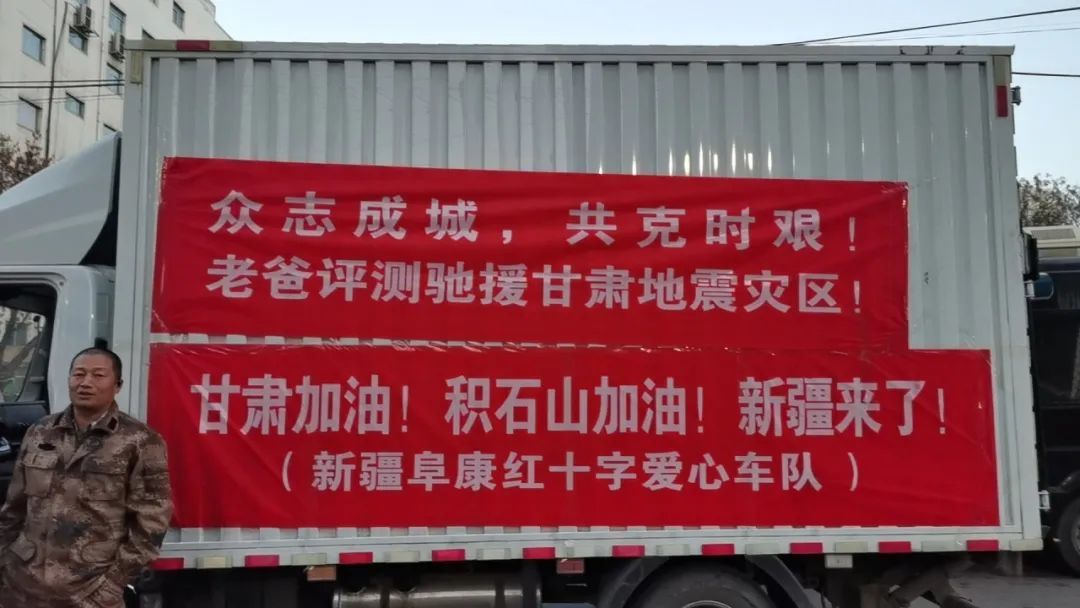 众志成城，共克时艰！
老爸评测驰援甘肃地震灾区！
甘肃加油！积石山加油！新疆来了！
（新疆阜康红十字爱心车队）